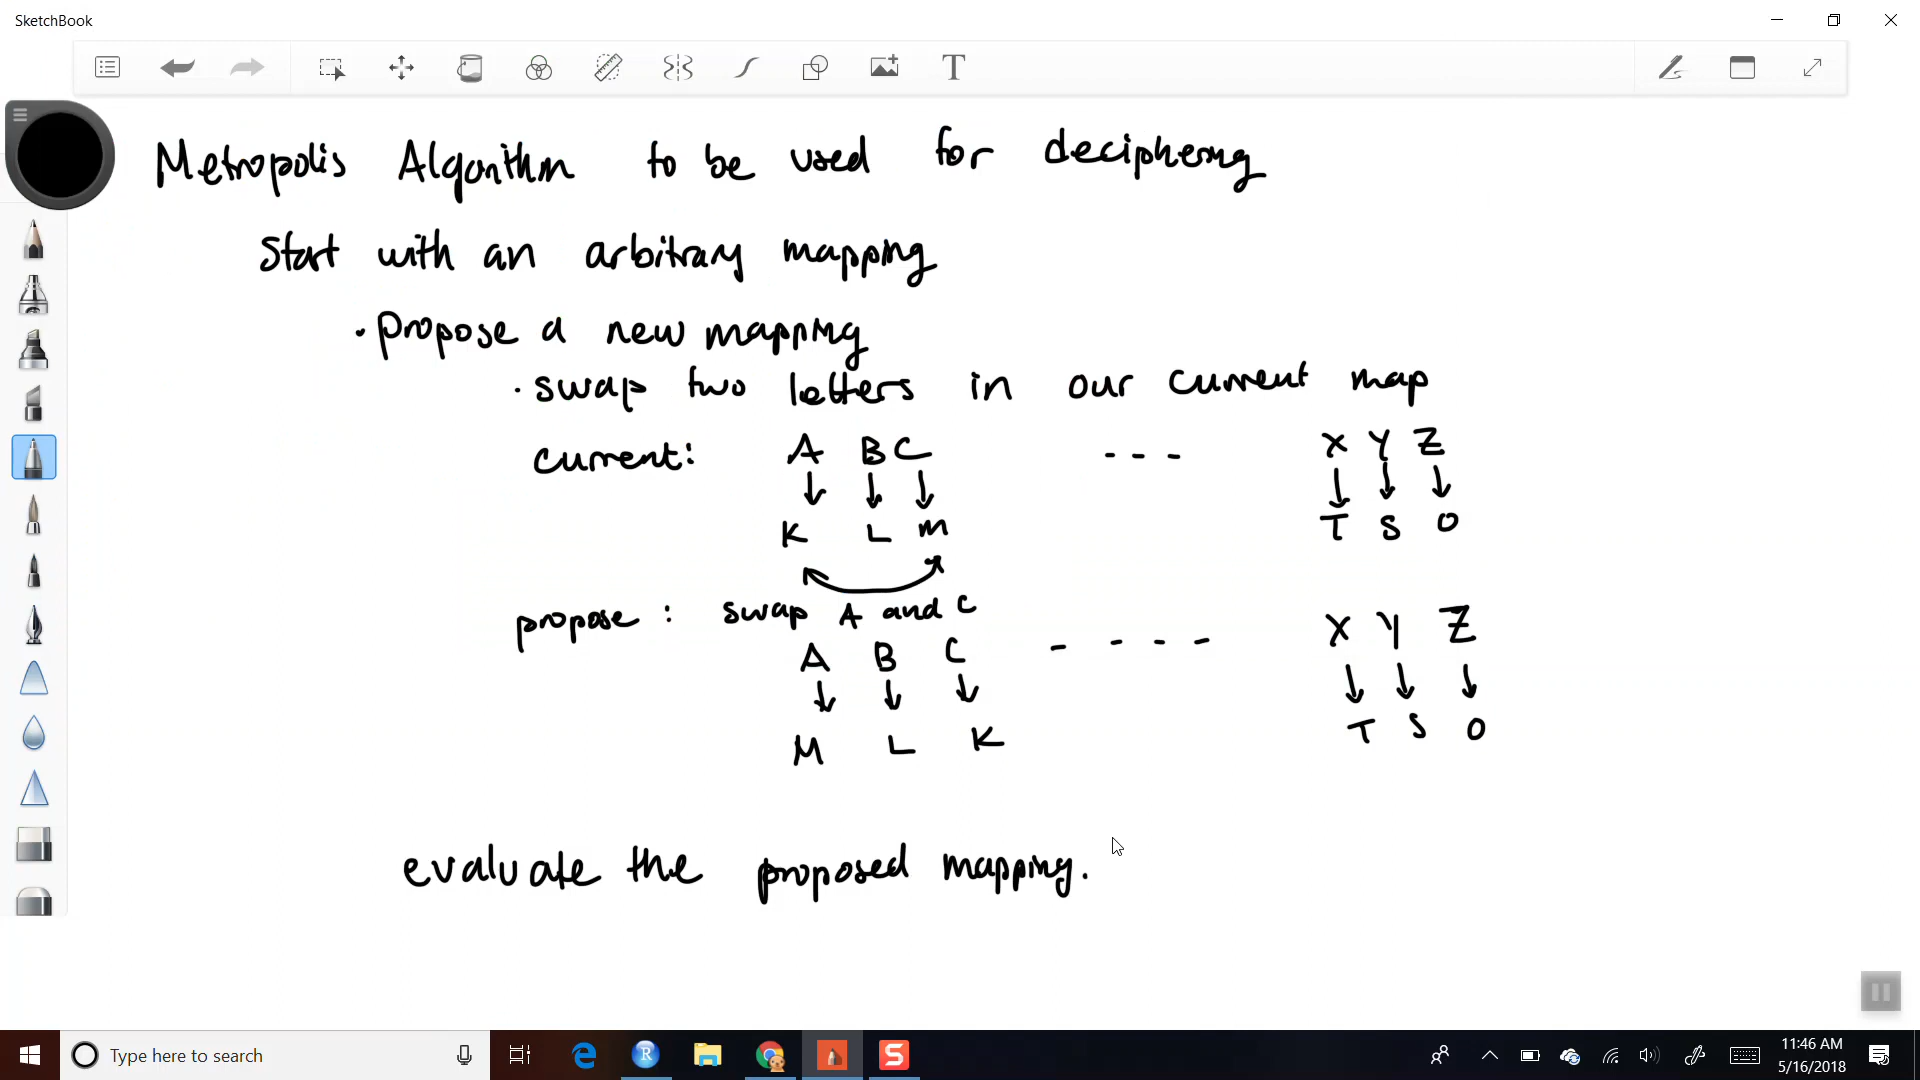 SketchBook
T
Metropolis Algorithm to be used for deciphering
Start with an arbitrary mapping
· propose a new mapping
· swap two letters in our current map
current: A B C - - - X Y Z
K L M T S O
propose : swap A and C
A B C - - - - X Y Z
M L K T S O
evaluate the proposed mapping.
Type here to search
11:46 AM
5/16/2018